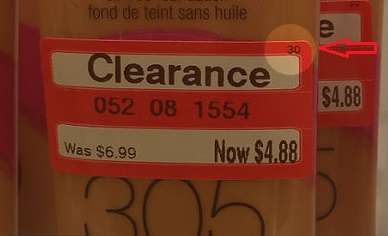 fond de teint sans huile
30
Clearance
052 08 1554
Was $6.99 Now $4.88
305
e
$4.88
5